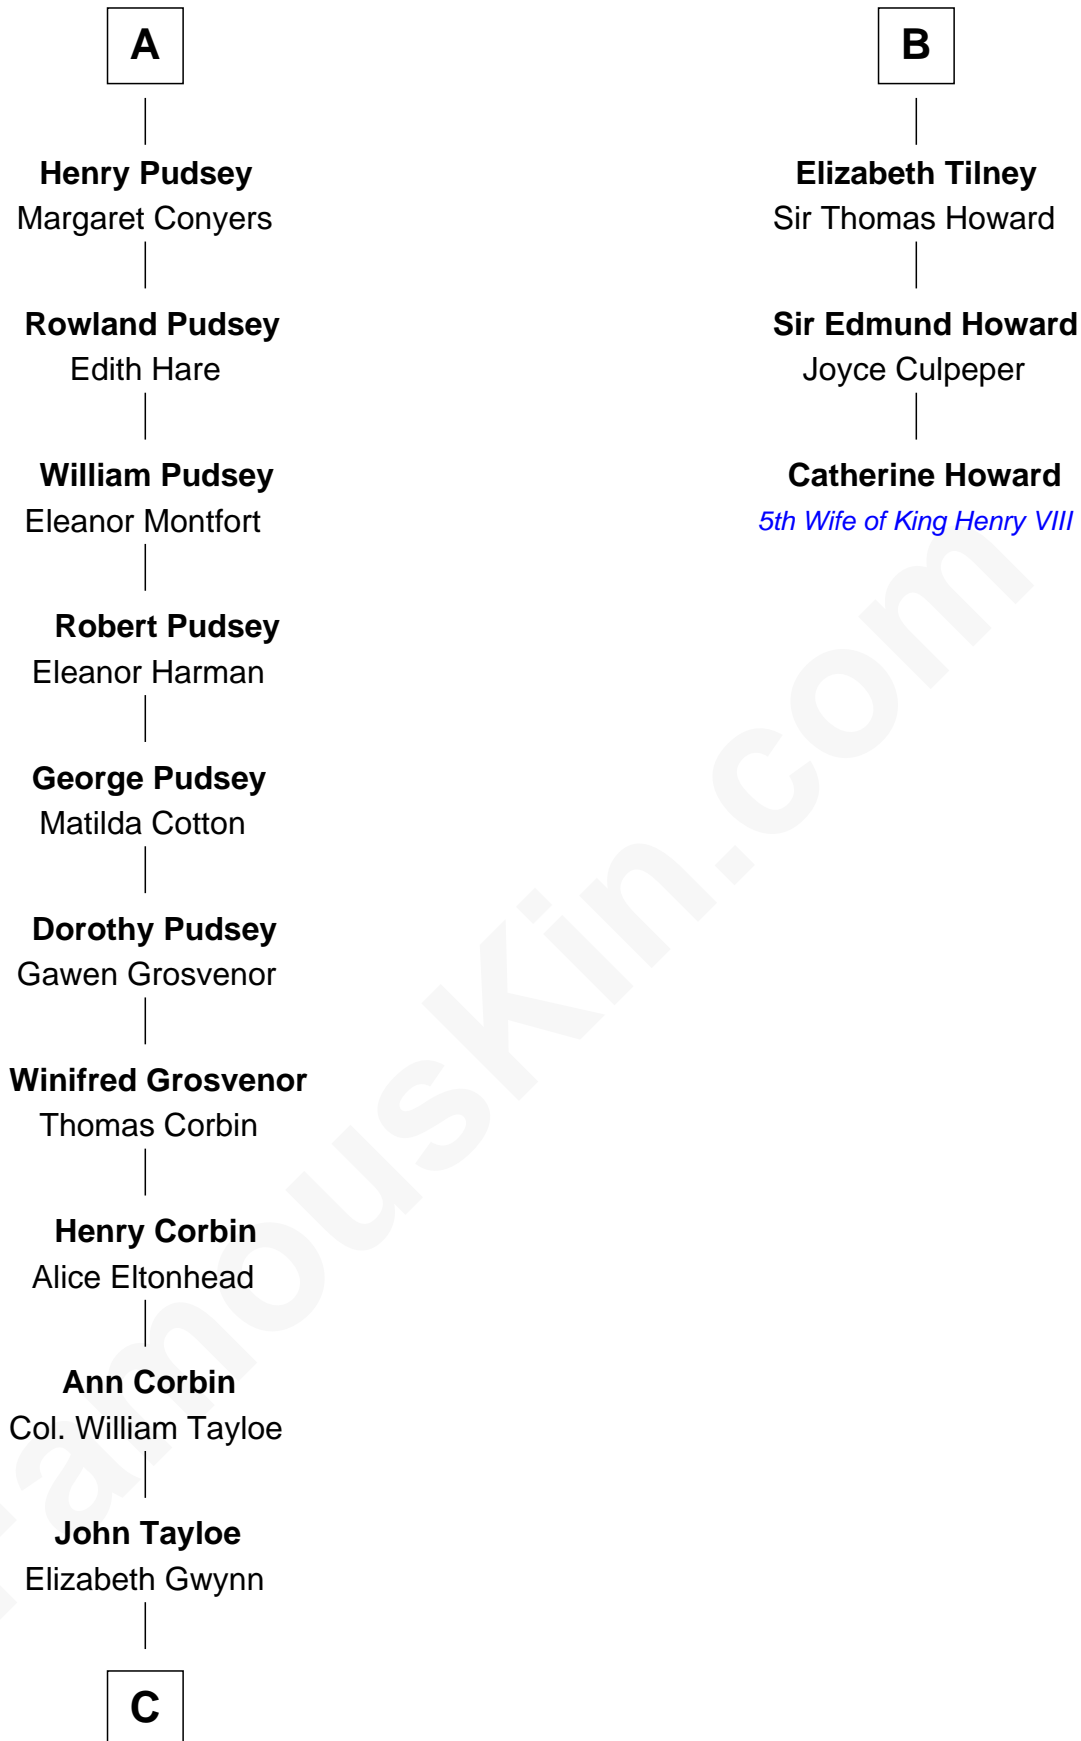 A
Henry Pudsey
Margaret Conyers
Rowland Pudsey
Edith Hare
William Pudsey
Eleanor Montfort
Robert Pudsey
Eleanor Harman
George Pudsey
Matilda Cotton
Dorothy Pudsey
Gawen Grosvenor
Winifred Grosvenor
Thomas Corbin
Henry Corbin
Alice Eltonhead
Ann Corbin
Col. William Tayloe
John Tayloe
Elizabeth Gwynn
C
B
Elizabeth Tilney
Sir Thomas Howard
Sir Edmund Howard
Joyce Culpeper
Catherine Howard
5th Wife of King Henry VIII
FamousKin.com